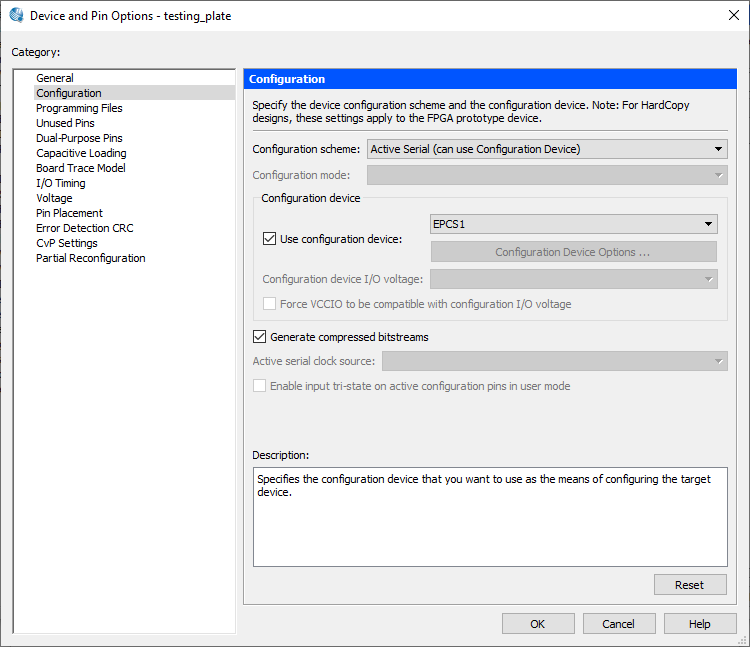 Device and Pin Options - testing_plate
Category:
General
Configuration
Programming Files
Unused Pins
Dual-Purpose Pins
Capacitive Loading
Board Trace Model
I/O Timing
Voltage
Pin Placement
Error Detection CRC
CvP Settings
Partial Reconfiguration
Configuration
Specify the device configuration scheme and the configuration device. Note: For HardCopy
designs, these settings apply to the FPGA prototype device.
Configuration scheme: Active Serial (can use Configuration Device)
Configuration mode:
Configuration device
EPCS1
Use configuration device:
Configuration Device Options ...
Configuration device I/O voltage:
Force VCCIO to be compatible with configuration I/O voltage
Generate compressed bitstreams
Active serial clock source:
Enable input tri-state on active configuration pins in user mode
Description:
Specifies the configuration device that you want to use as the means of configuring the target
device.
Reset
OK Cancel Help